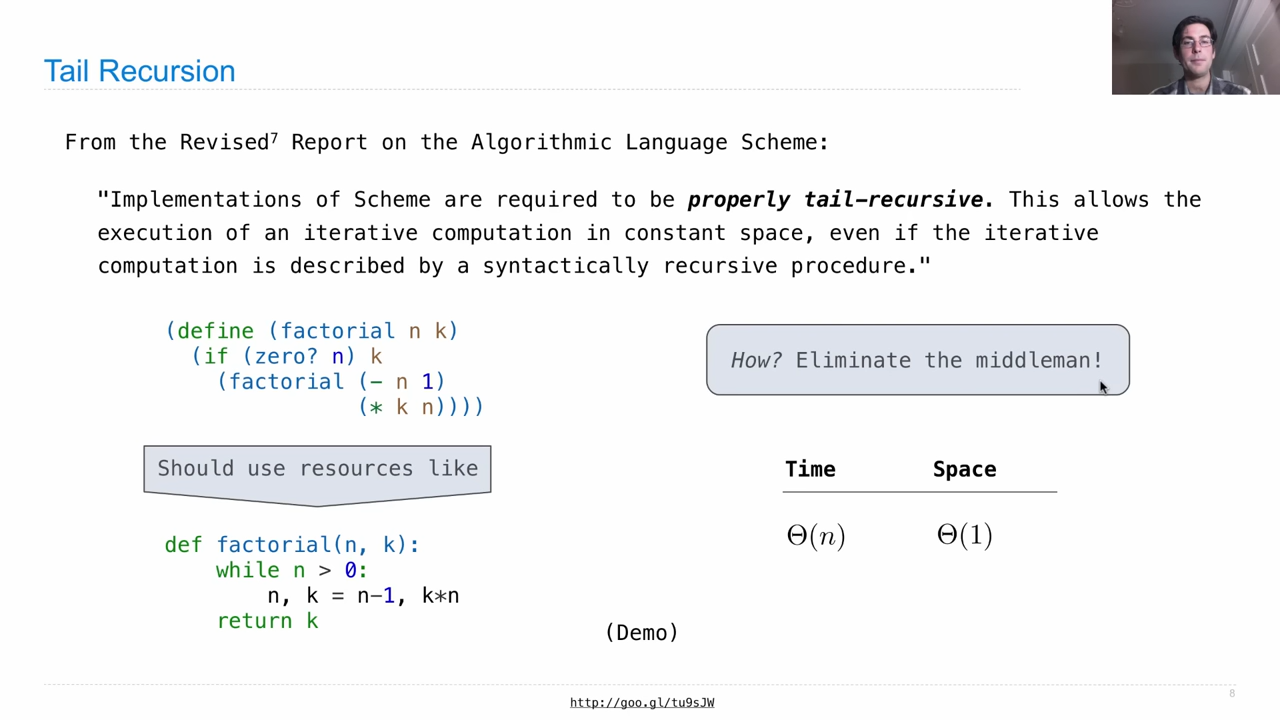 Tail Recursion
From the Revised⁷ Report on the Algorithmic Language Scheme:
"Implementations of Scheme are required to be properly tail-recursive. This allows the
execution of an iterative computation in constant space, even if the iterative
computation is described by a syntactically recursive procedure."
(define (factorial n k)
  (if (zero? n) k
    (factorial (- n 1)
               (* k n))))
Should use resources like
def factorial(n, k):
    while n > 0:
        n, k = n-1, k*n
    return k
How? Eliminate the middleman!
Time Space
Θ(n) Θ(1)
(Demo)
http://goo.gl/tu9sJW
8